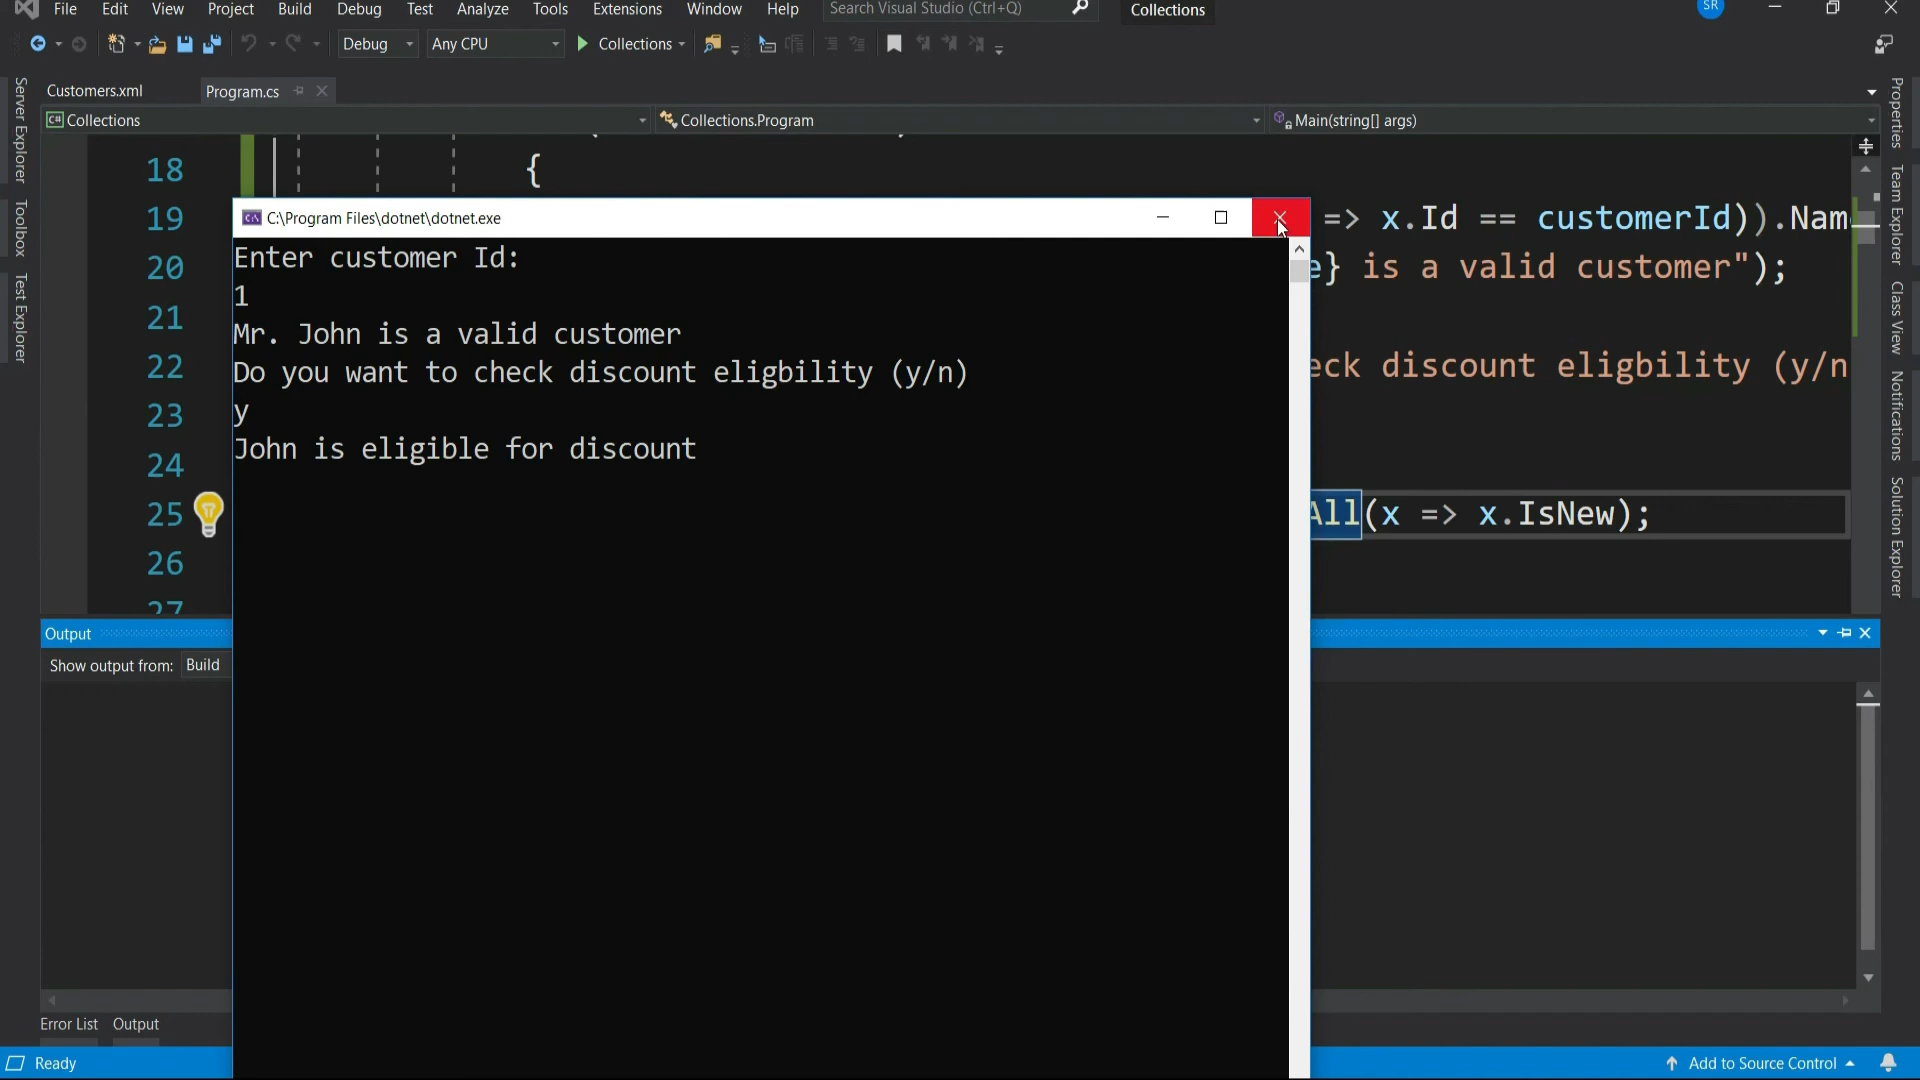 File Edit View Project Build Debug Test Analyze Tools Extensions Window Help Search Visual Studio (Ctrl+Q) Collections SR
Debug Any CPU Collections
Customers.xml Program.cs
C# Collections Collections.Program Main(string[] args)
Server Explorer
Toolbox
Test Explorer
18 {
19 => x.Id == customerId)).Nam
20 e} is a valid customer");
21
22 eck discount eligbility (y/n
23
24
25 All(x => x.IsNew);
26
27
C:\Program Files\dotnet\dotnet.exe
Enter customer Id:
1
Mr. John is a valid customer
Do you want to check discount eligbility (y/n)
y
John is eligible for discount
Properties
Team Explorer
Class View
Notifications
Solution Explorer
Output
Show output from: Build
Error List Output
Ready Add to Source Control